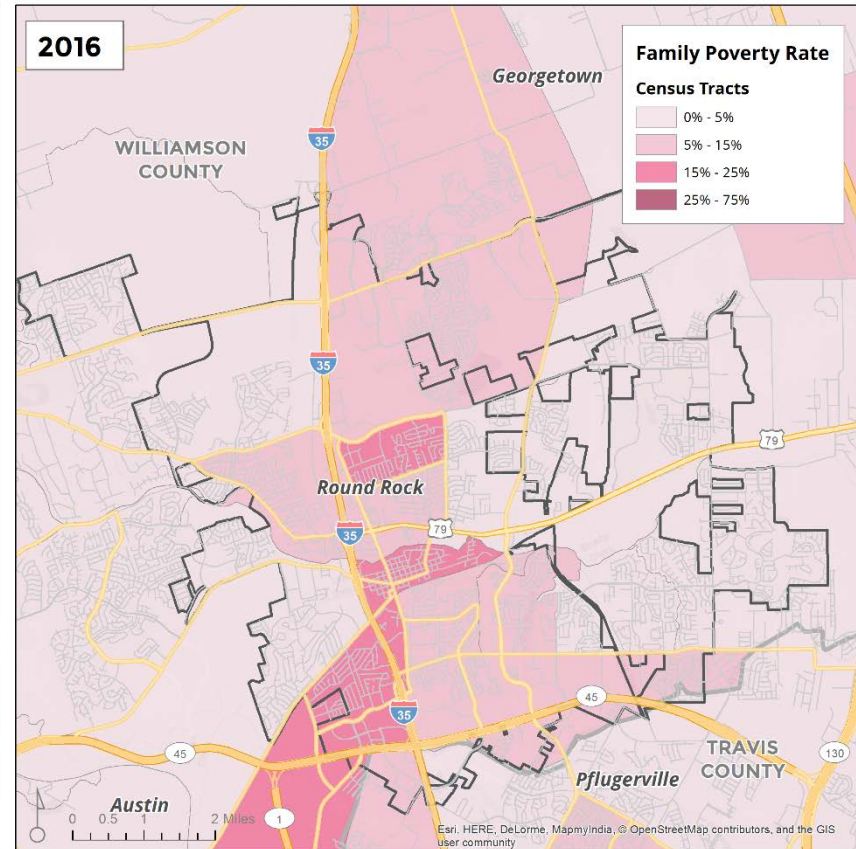 2016
Georgetown
Family Poverty Rate
Census Tracts
0% - 5%
5% - 15%
15% - 25%
25% - 75%
35
WILLIAMSON
COUNTY
35
79
Round Rock
79
35
45
35
TRAVIS
COUNTY
45
130
Pflugerville
Austin
1
0 0.5 1 2 Miles
Esri, HERE, DeLorme, MapmyIndia, © OpenStreetMap contributors, and the GIS
user community